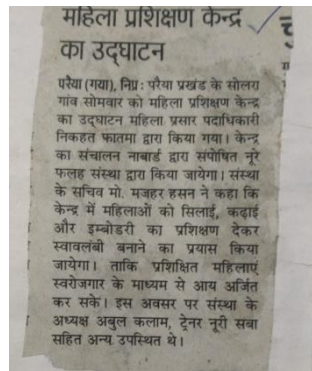 महिला प्रशिक्षण केन्द्र
का उद्घाटन
परैया (गया), निप्र: परैया प्रखंड के सोलरा
गांव सोमवार को महिला प्रशिक्षण केन्द्र
का उद्घाटन महिला प्रसार पदाधिकारी
निकहत फातमा द्वारा किया गया। केन्द्र
का संचालन नाबार्ड द्वारा संपोषित नूरे
फलह संस्था द्वारा किया जायेगा। संस्था
के सचिव मो. मजहर हसन ने कहा कि
केन्द्र में महिलाओं को सिलाई, कढ़ाई
और इम्बोडरी का प्रशिक्षण देकर
स्वावलंबी बनाने का प्रयास किया
जायेगा। ताकि प्रशिक्षित महिलाएं
स्वरोजगार के माध्यम से आय अर्जित
कर सके। इस अवसर पर संस्था के
अध्यक्ष अबुल कलाम, ट्रेनर नूरी सबा
सहित अन्य उपस्थित थे।